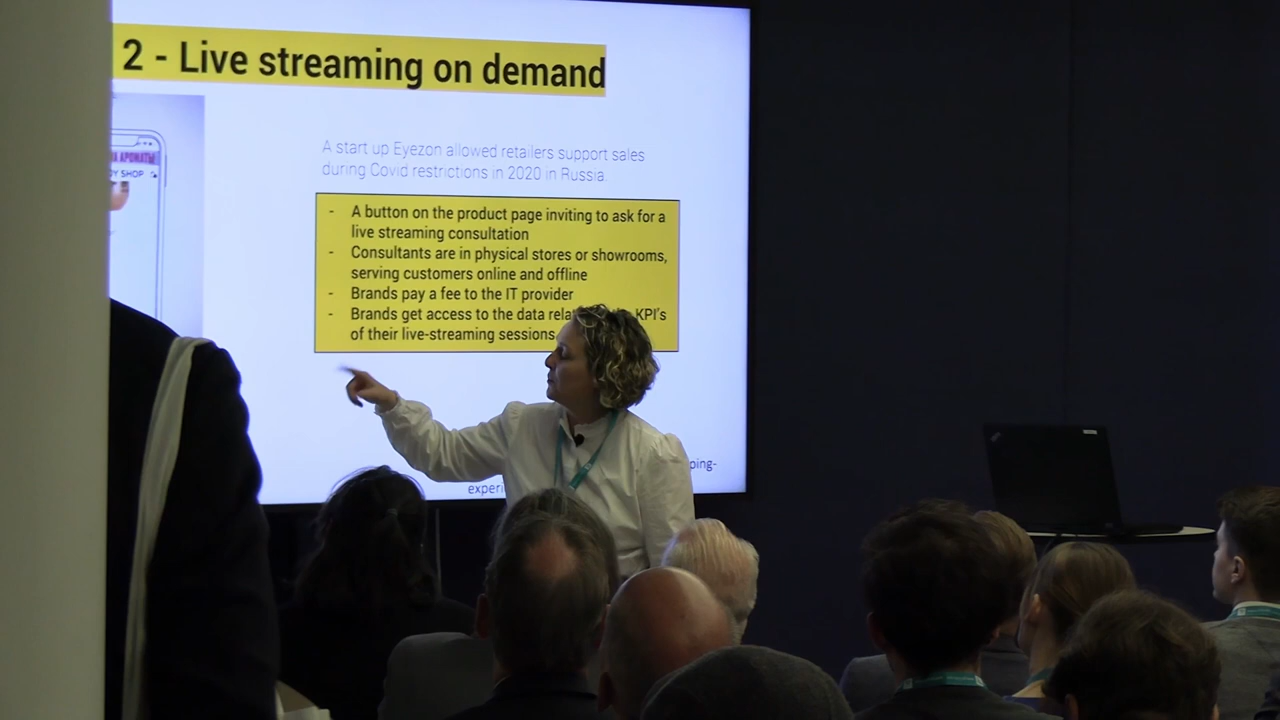 2 - Live streaming on demand
АРОМАТЫ
SHOP
A start up Eyezon allowed retailers support sales
during Covid restrictions in 2020 in Russia.
- A button on the product page inviting to ask for a
live streaming consultation
- Consultants are in physical stores or showrooms,
serving customers online and offline
- Brands pay a fee to the IT provider
- Brands get access to the data KPI's
of their live-streaming sessions